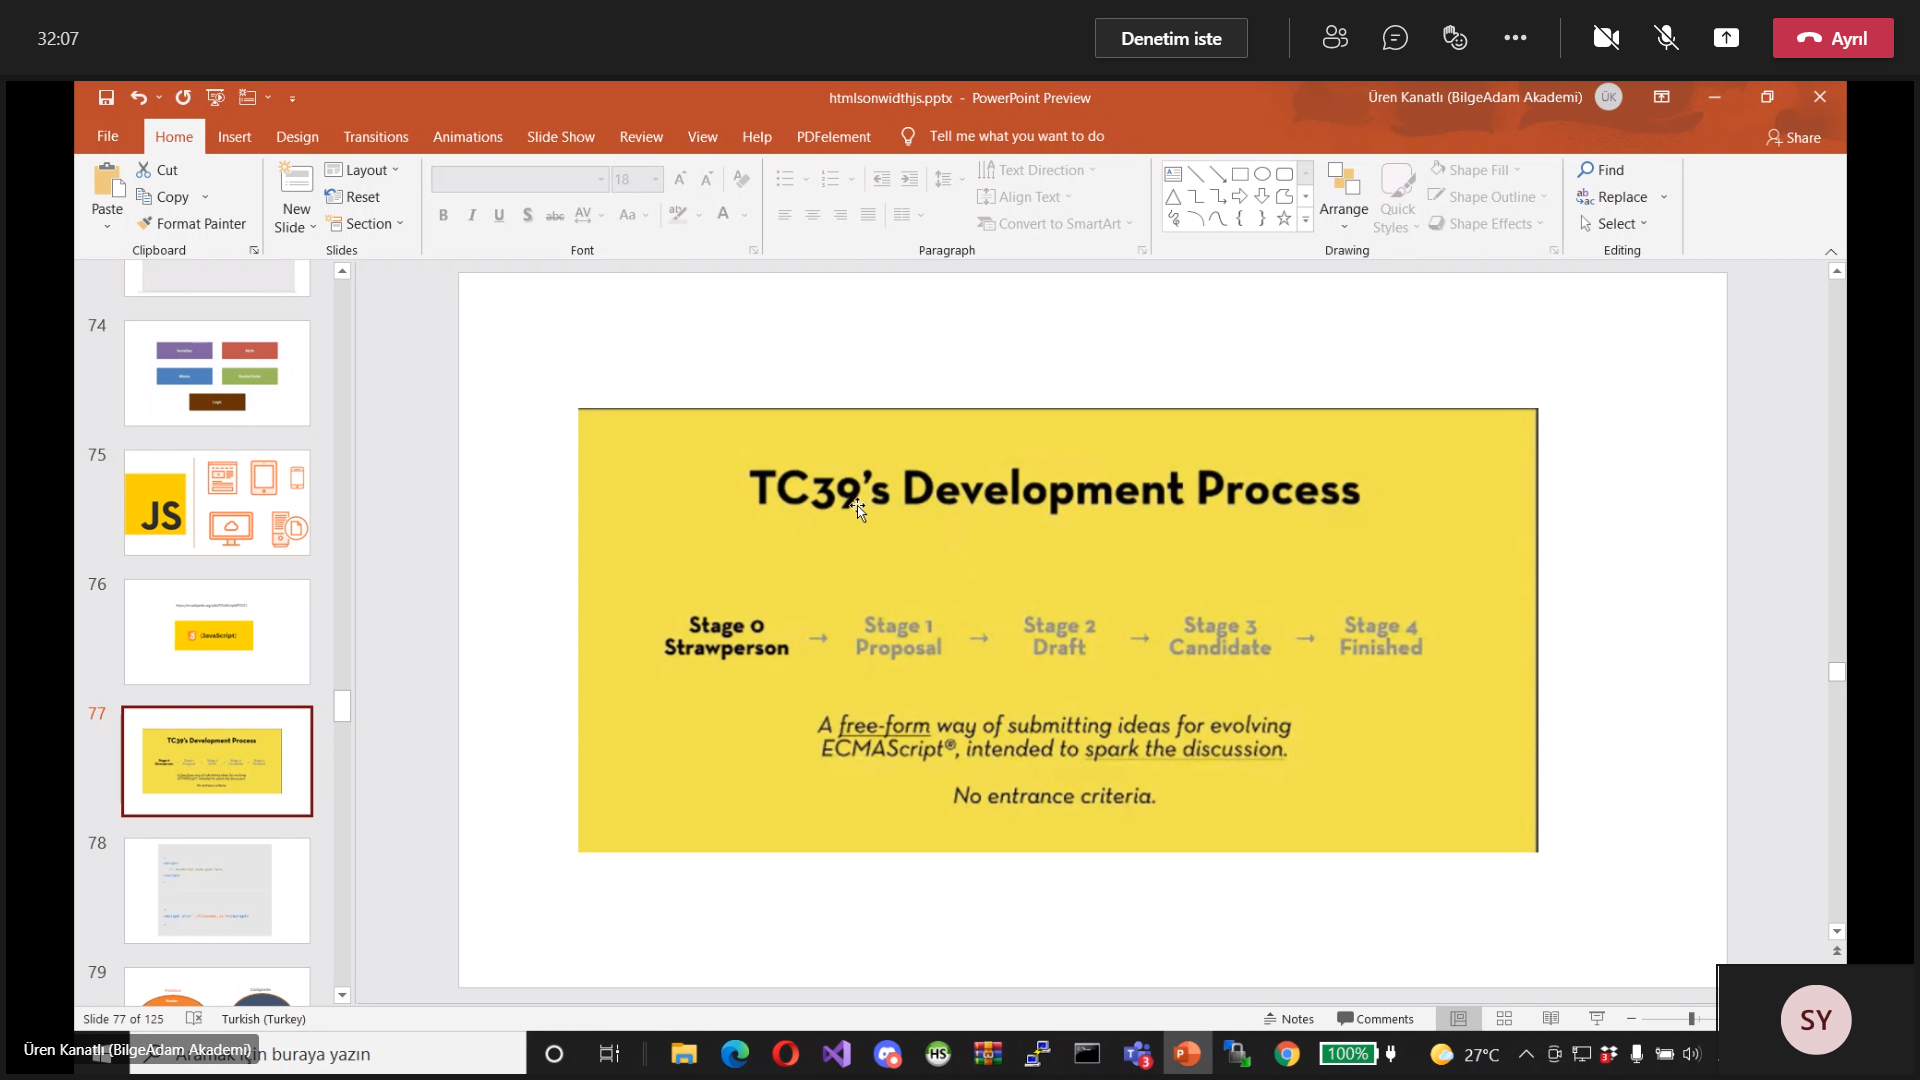 32:07
Denetim iste
Ayrıl
htmlsonwidthjs.pptx - PowerPoint Preview
Üren Kanatlı (BilgeAdam Akademi)
ÜK
File
Home
Insert
Design
Transitions
Animations
Slide Show
Review
View
Help
PDFelement
Tell me what you want to do
Share
Paste
Cut
Copy
Format Painter
Clipboard
New Slide
Layout
Reset
Section
Slides
18
Font
Text Direction
Align Text
Convert to SmartArt
Paragraph
Arrange
Quick Styles
Shape Fill
Shape Outline
Shape Effects
Drawing
Find
Replace
Select
Editing
74
75
JS
76
(JavaScript)
77
TC39's Development Process
78
79
TC39's Development Process
Stage 0 → Stage 1 → Stage 2 → Stage 3 → Stage 4
Strawperson Proposal Draft Candidate Finished
A free-form way of submitting ideas for evolving
ECMAScript®, intended to spark the discussion.
No entrance criteria.
Slide 77 of 125
Turkish (Turkey)
Notes
Comments
SY
Üren Kanatlı (BilgeAdam Akademi)
için buraya yazın
HS
3
100%
27°C